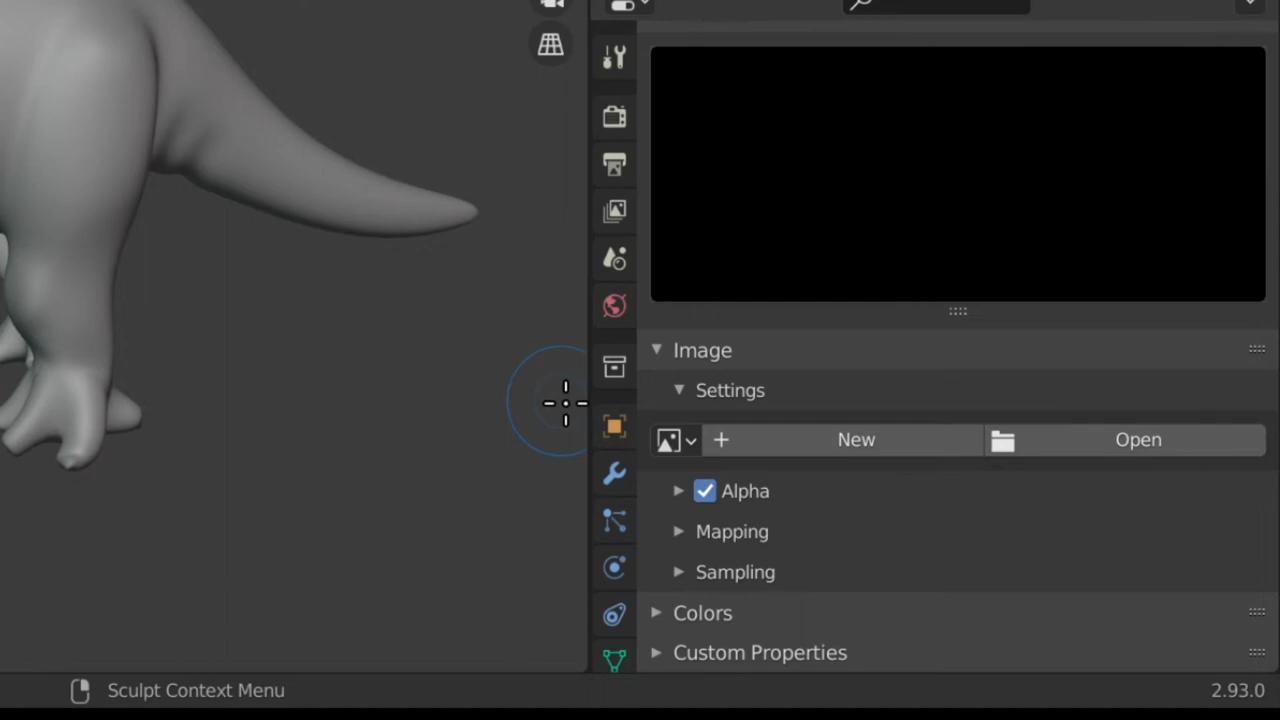 Image
Settings
New
Open
Alpha
Mapping
Sampling
Colors
Custom Properties
Sculpt Context Menu
2.93.0